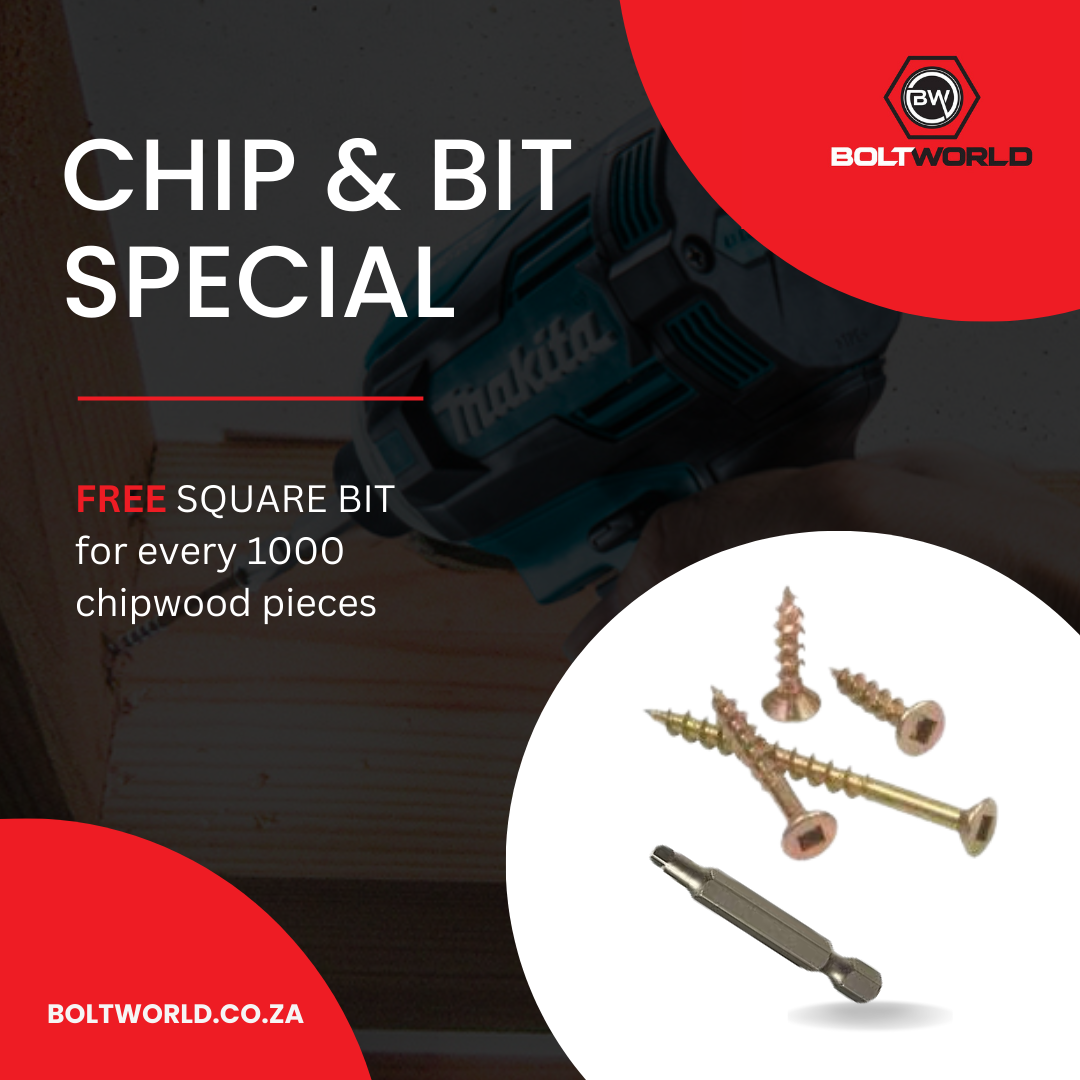 BW
BOLTWORLD
CHIP & BIT
SPECIAL
makita
FREE SQUARE BIT
for every 1000
chipwood pieces
BOLTWORLD.CO.ZA